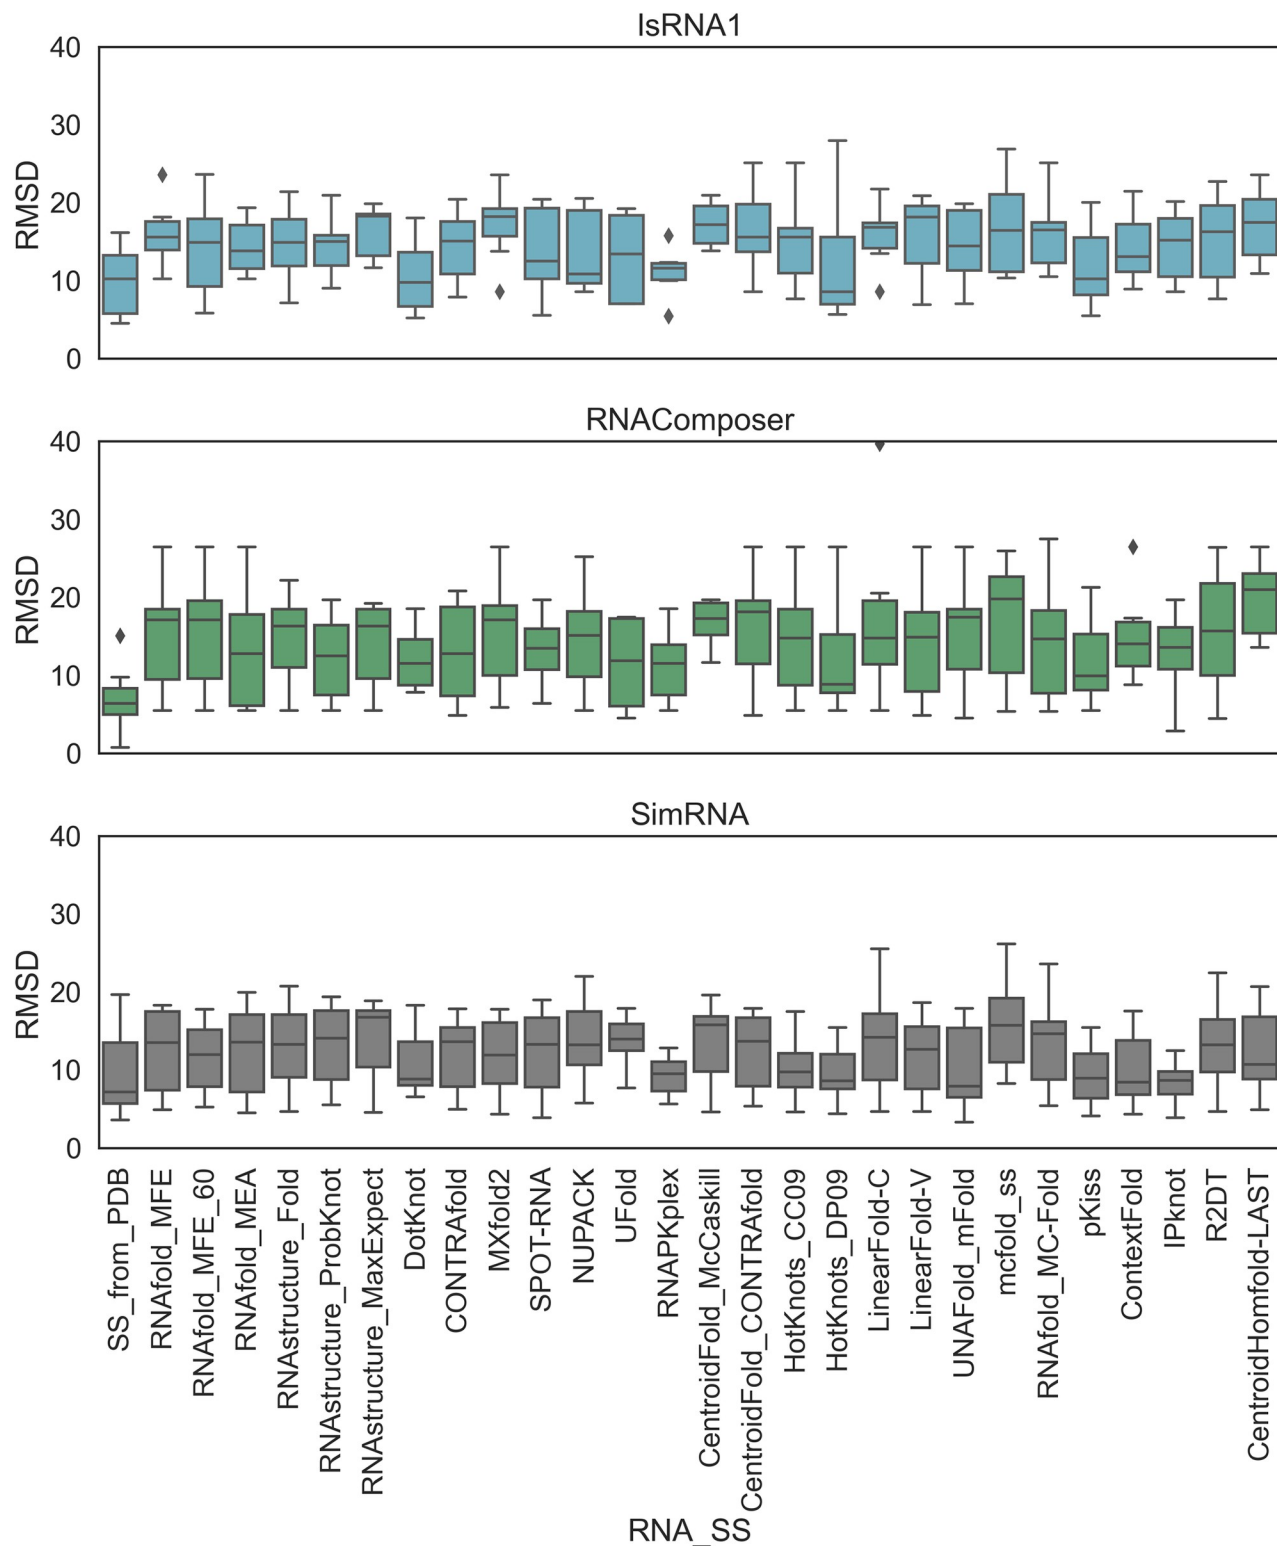 IsRNA1
40
30
20
10
0
RMSD
RNAComposer
40
30
20
10
0
RMSD
SimRNA
40
30
20
10
0
RMSD
SS_from_PDB
RNAfold_MFE
RNAfold_MFE_60
RNAfold_MEA
RNAstructure_Fold
RNAstructure_ProbKnot
RNAstructure_MaxExpect
DotKnot
CONTRAfold
MXfold2
SPOT-RNA
NUPACK
UFold
RNAPKplex
CentroidFold_McCaskill
CentroidFold_CONTRAfold
HotKnots_CC09
HotKnots_DP09
LinearFold-C
LinearFold-V
UNAFold_mFold
mcfold_ss
RNAfold_MC-Fold
pKiss
ContextFold
IPknot
R2DT
CentroidHomfold-LAST
RNA_SS